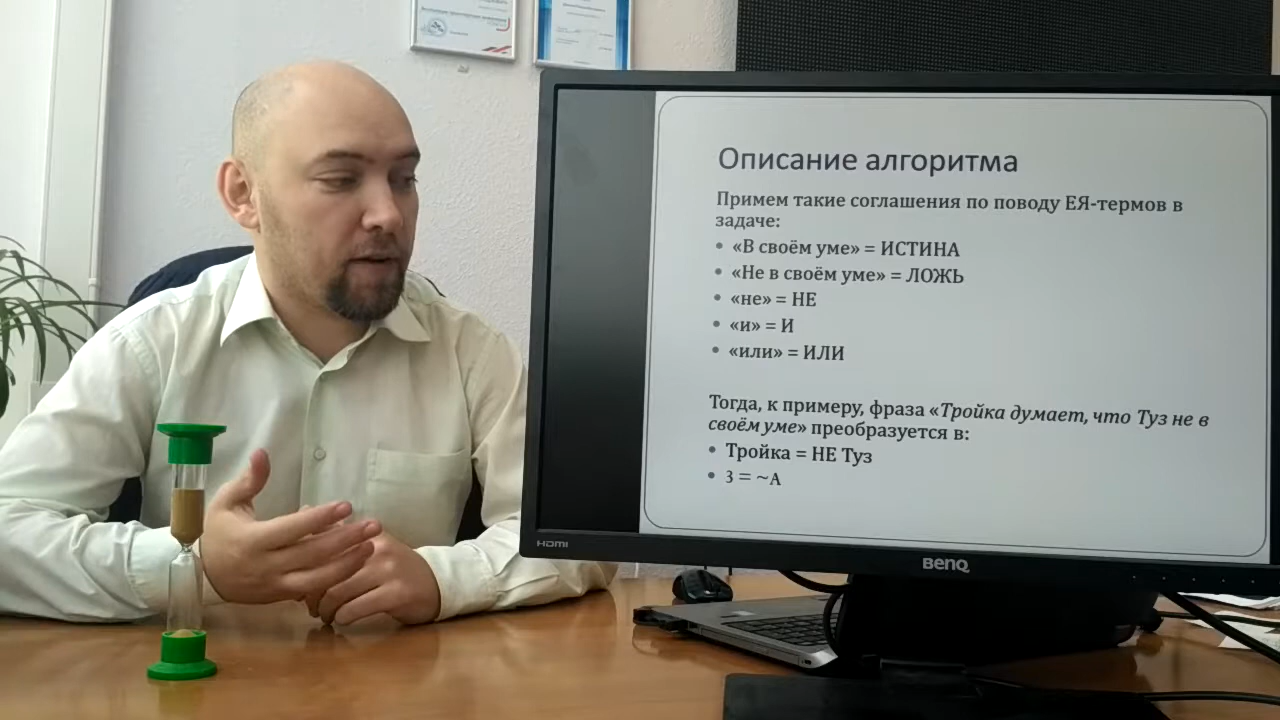 Описание алгоритма
Примем такие соглашения по поводу ЕЯ-термов в
задаче:
• «В своём уме» = ИСТИНА
• «Не в своём уме» = ЛОЖЬ
• «не» = НЕ
• «и» = И
• «или» = ИЛИ
Тогда, к примеру, фраза «Тройка думает, что Туз не в
своём уме» преобразуется в:
• Тройка = НЕ Туз
• 3 = ~A
HDMI
BenQ